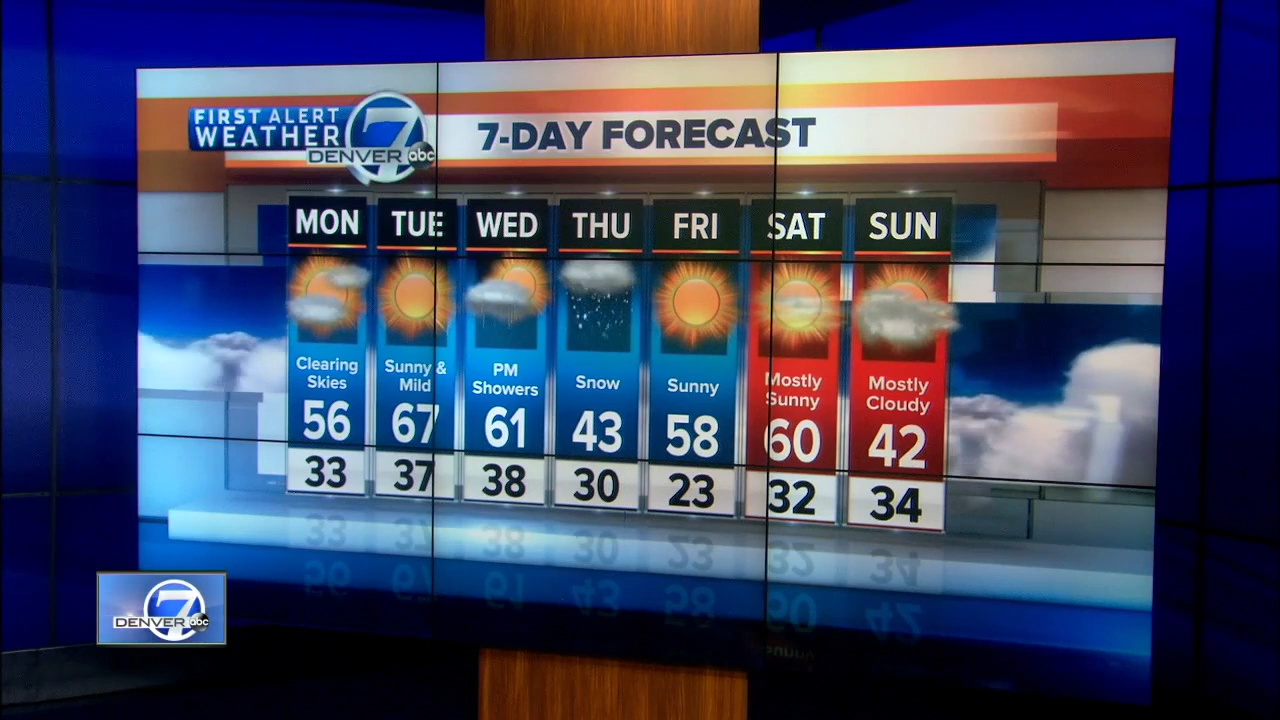 FIRST ALERT
WEATHER
7
DENVER abc
7-DAY FORECAST
MON TUE WED THU FRI SAT SUN
Clearing
Skies
56
33
Sunny &
Mild
67
37
PM
Showers
61
38
Snow
43
30
Sunny
58
23
Mostly
Sunny
60
32
Mostly
Cloudy
42
34
7
DENVER abc